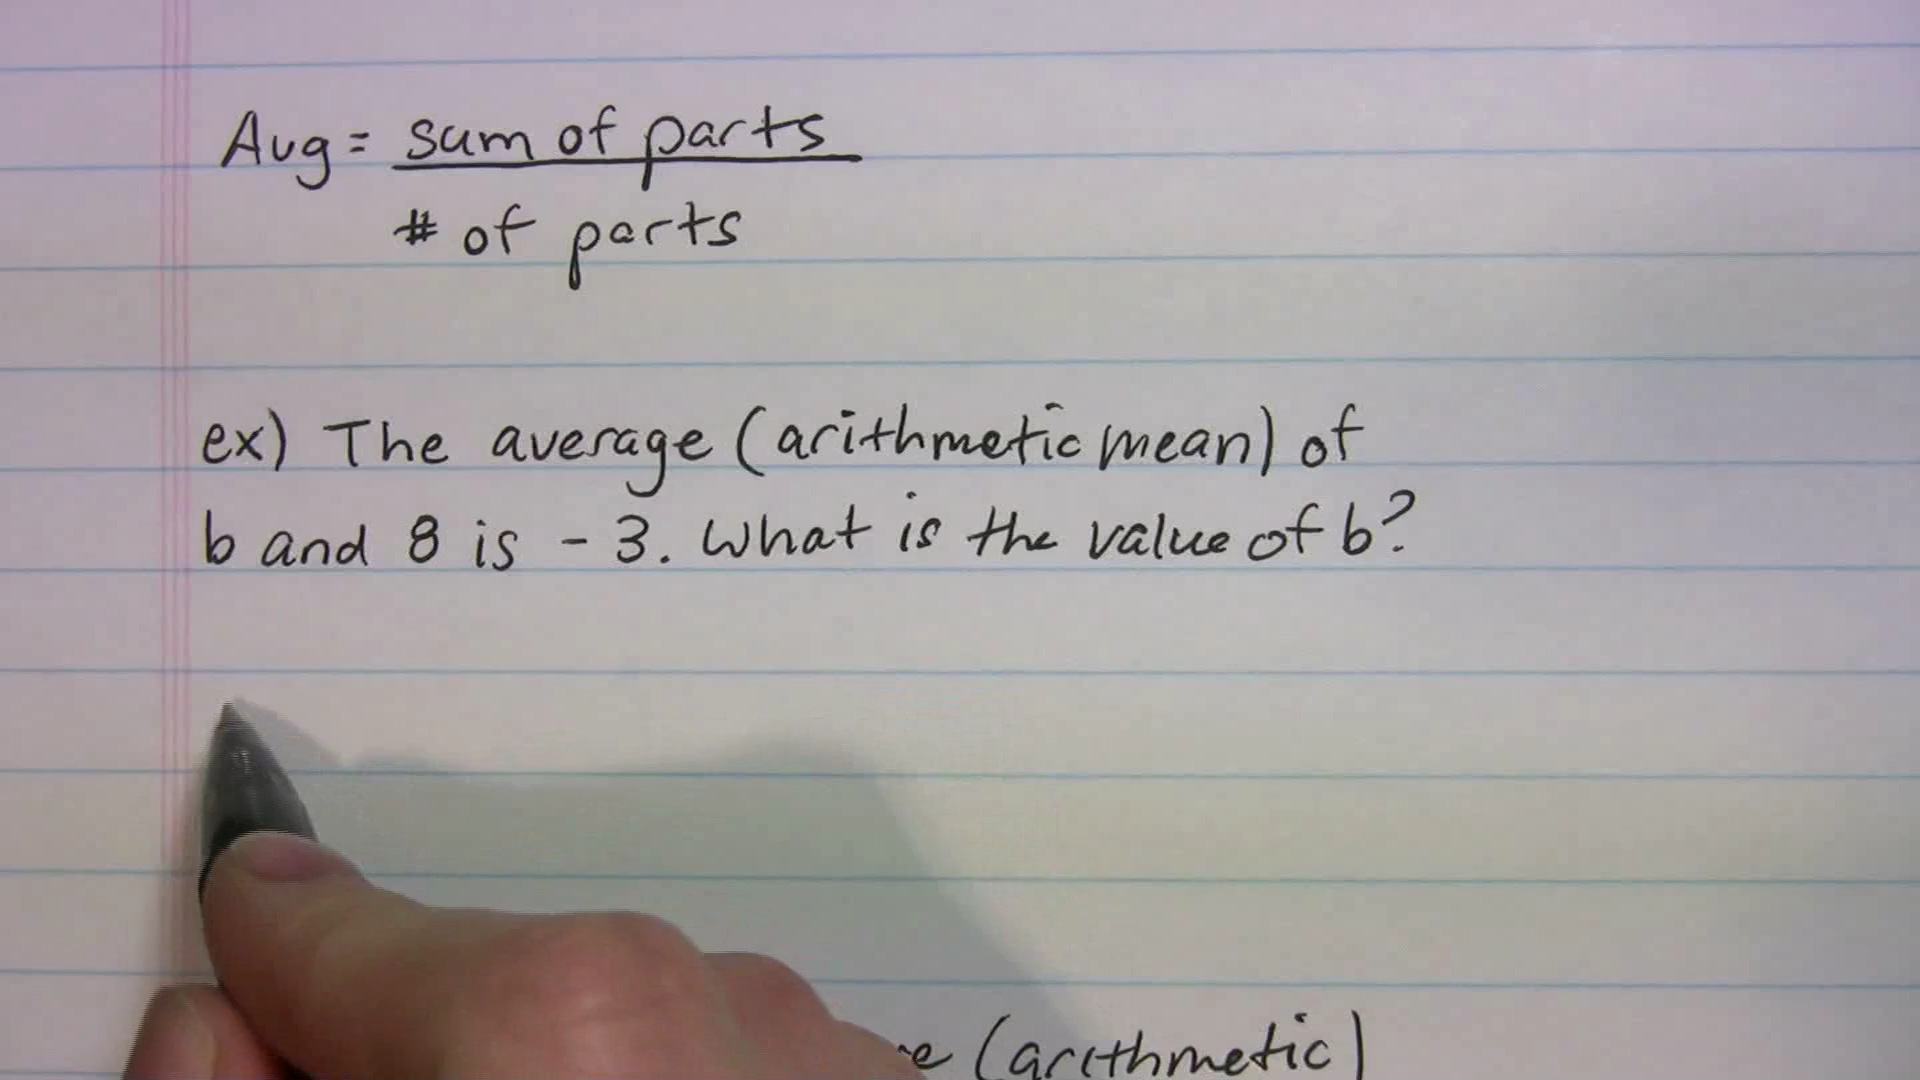 Avg = sum of parts
# of parts
ex) The average (arithmetic mean) of
b and 8 is - 3. What is the value of b?
(arithmetic)